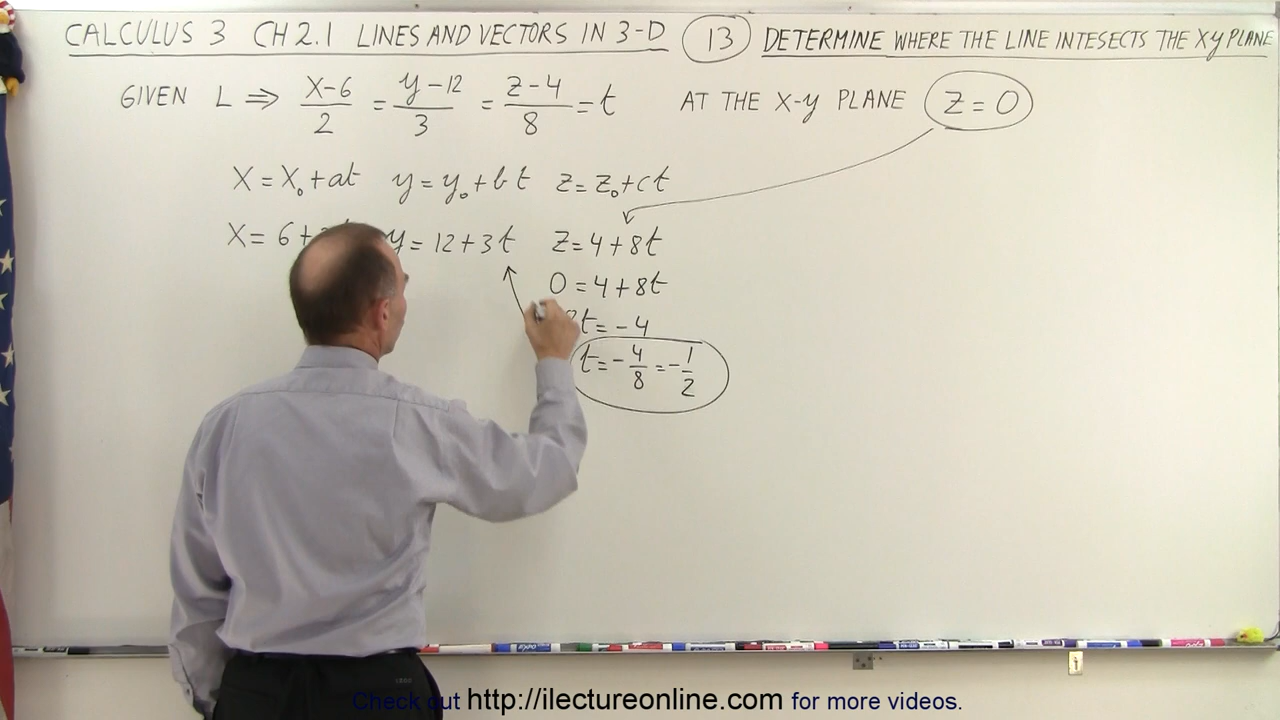 CALCULUS 3 CH 2.1 LINES AND VECTORS IN 3-D 13 DETERMINE WHERE THE LINE INTESECTS THE XY PLANE
GIVEN L ⇒ x-6/2 = y-12/3 = z-4/8 = t AT THE X-Y PLANE z = 0
x = x₀ + at y = y₀ + bt z = z₀ + ct
x = 6 + y = 12 + 3t z = 4 + 8t
0 = 4 + 8t
t = -4
t = -4/8 = -1/2
Check out http://ilectureonline.com for more videos.